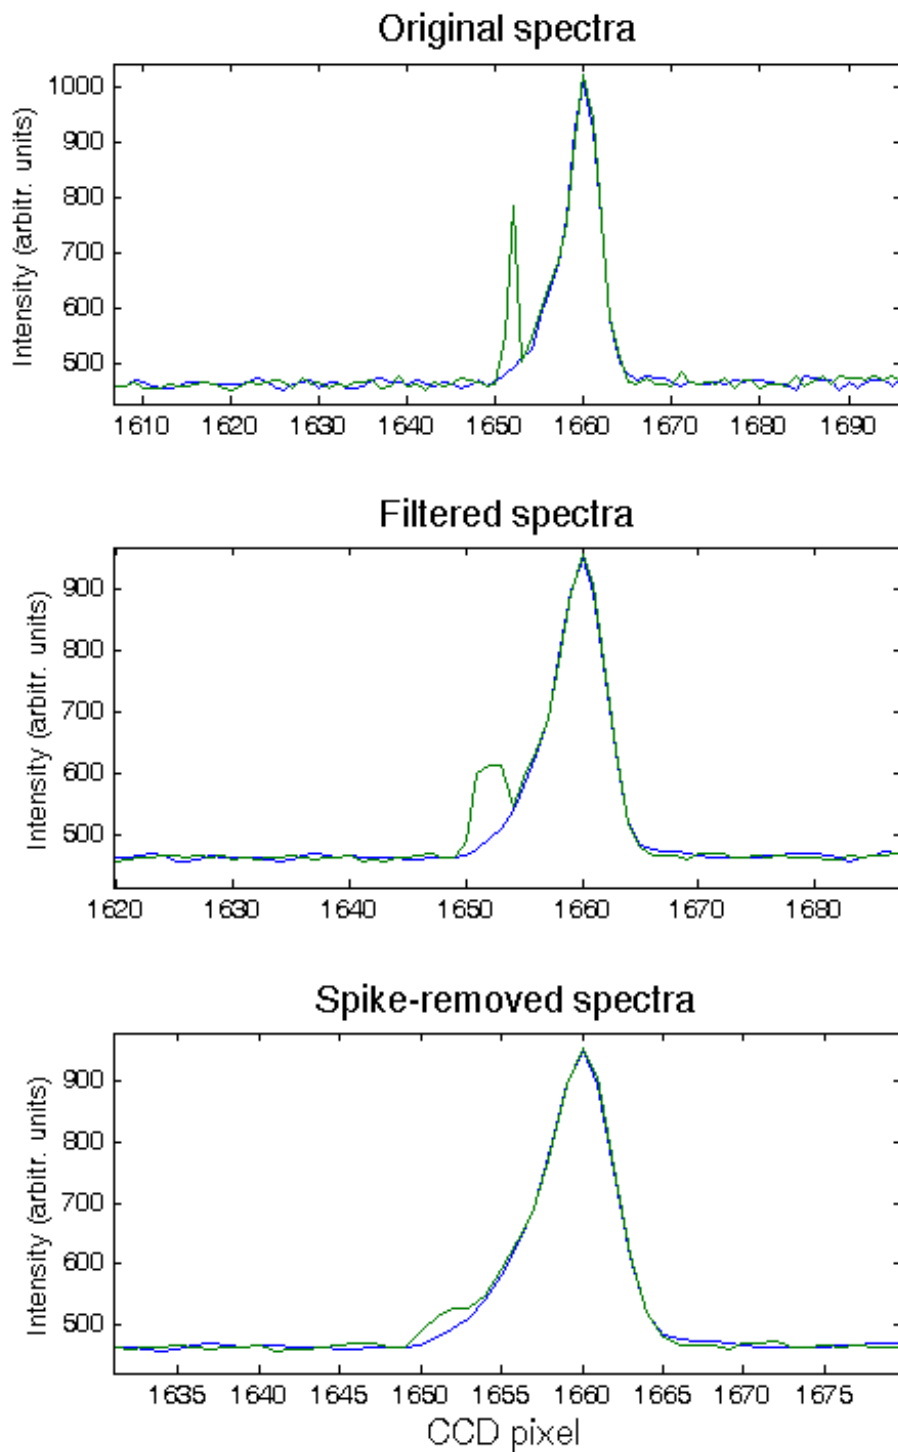 Original spectra
Intensity (arbitr. units)
1000
900
800
700
600
500
1610 1620 1630 1640 1650 1660 1670 1680 1690
Filtered spectra
Intensity (arbitr. units)
900
800
700
600
500
1620 1630 1640 1650 1660 1670 1680
Spike-removed spectra
Intensity (arbitr. units)
900
800
700
600
500
1635 1640 1645 1650 1655 1660 1665 1670 1675
CCD pixel